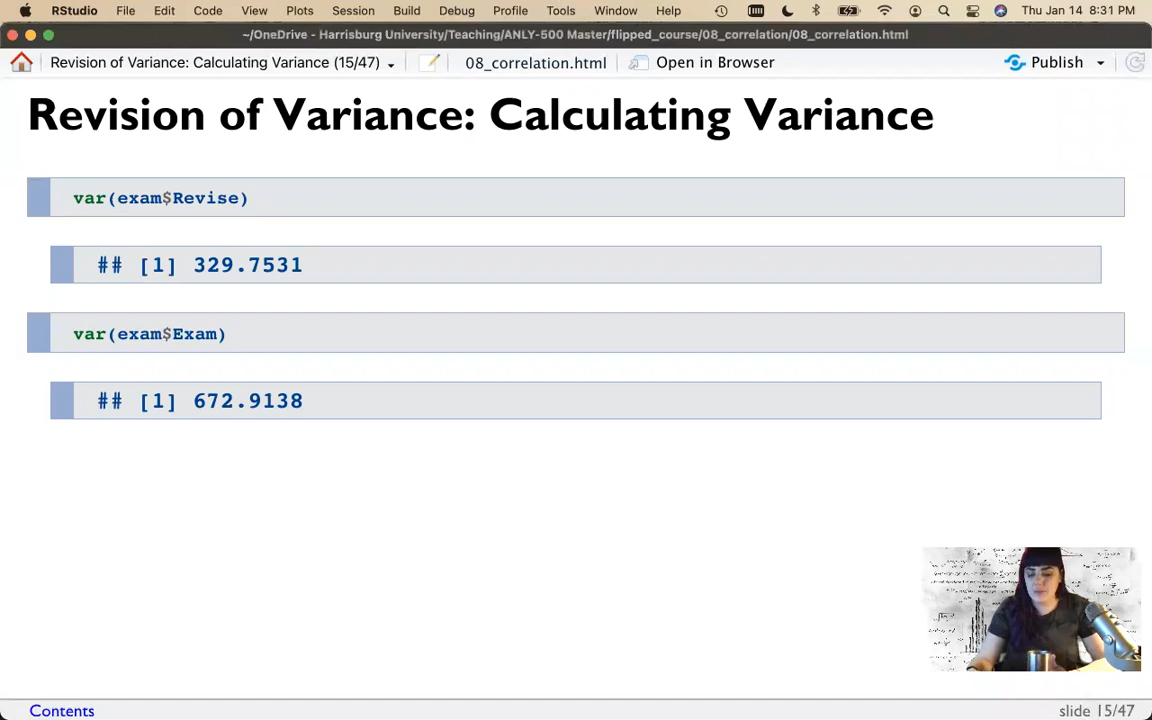 RStudio File Edit Code View Plots Session Build Debug Profile Tools Window Help Thu Jan 14 8:31 PM
~/OneDrive - Harrisburg University/Teaching/ANLY-500 Master/flipped_course/08_correlation/08_correlation.html
Revision of Variance: Calculating Variance (15/47) 08_correlation.html Open in Browser Publish
Revision of Variance: Calculating Variance
var(exam$Revise)
## [1] 329.7531
var(exam$Exam)
## [1] 672.9138
Contents slide 15/47